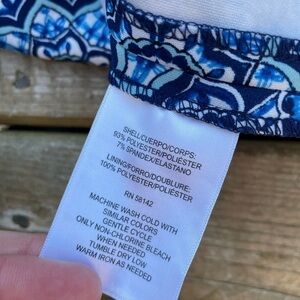 SHELL/CUERPO/CORPS:
93% POLYESTER/POLIÉSTER
7% SPANDEX/ELASTANO
LINING/FORRO/DOUBLURE:
100% POLYESTER/POLIÉSTER
RN 58142
MACHINE WASH COLD WITH
SIMILAR COLORS
GENTLE CYCLE
ONLY NON-CHLORINE BLEACH
WHEN NEEDED
TUMBLE DRY LOW
WARM IRON AS NEEDED